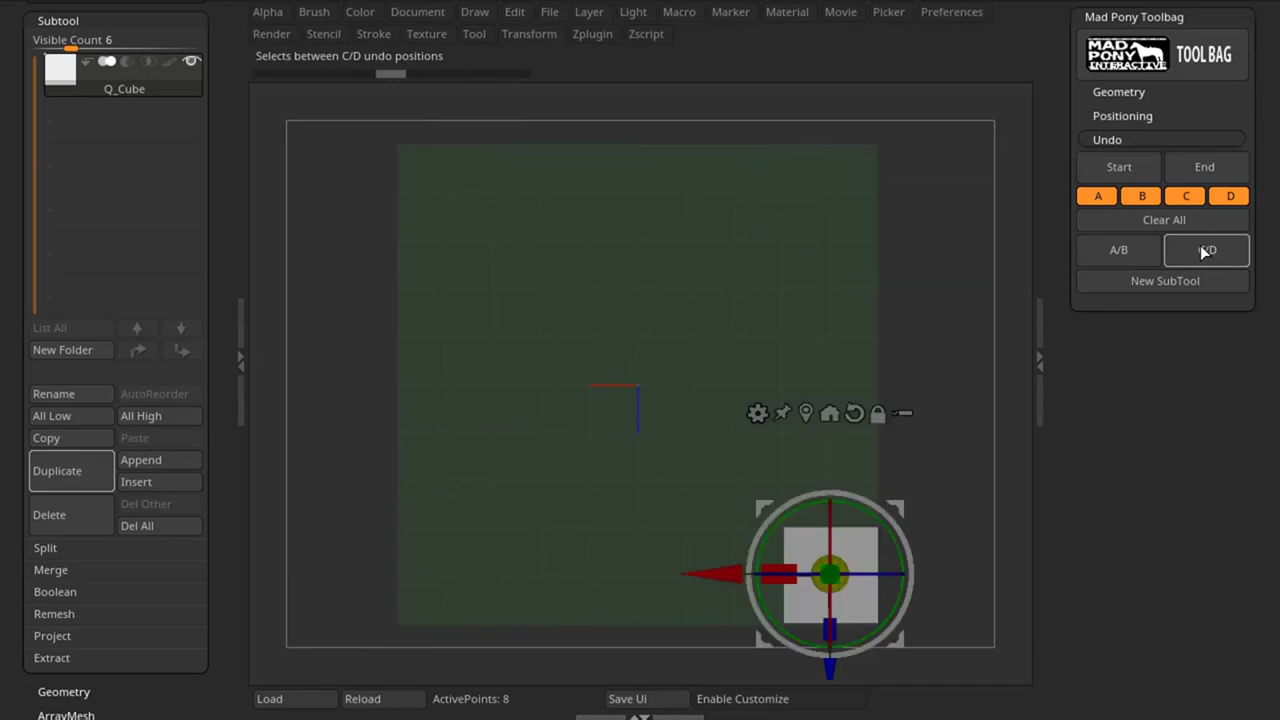 Subtool
Visible Count 6
Q_Cube
List All
New Folder
Rename AutoReorder
All Low All High
Copy Paste
Duplicate Append
Insert
Delete Del Other
Del All
Split
Merge
Boolean
Remesh
Project
Extract
Geometry
ArrayMesh
Alpha Brush Color Document Draw Edit File Layer Light Macro Marker Material Movie Picker Preferences
Render Stencil Stroke Texture Tool Transform Zplugin Zscript
Selects between C/D undo positions
Load Reload ActivePoints: 8 Save Ui Enable Customize
Mad Pony Toolbag
MAD PONY INTERACTIVE TOOL BAG
Geometry
Positioning
Undo
Start End
A B C D
Clear All
A/B C/D
New SubTool